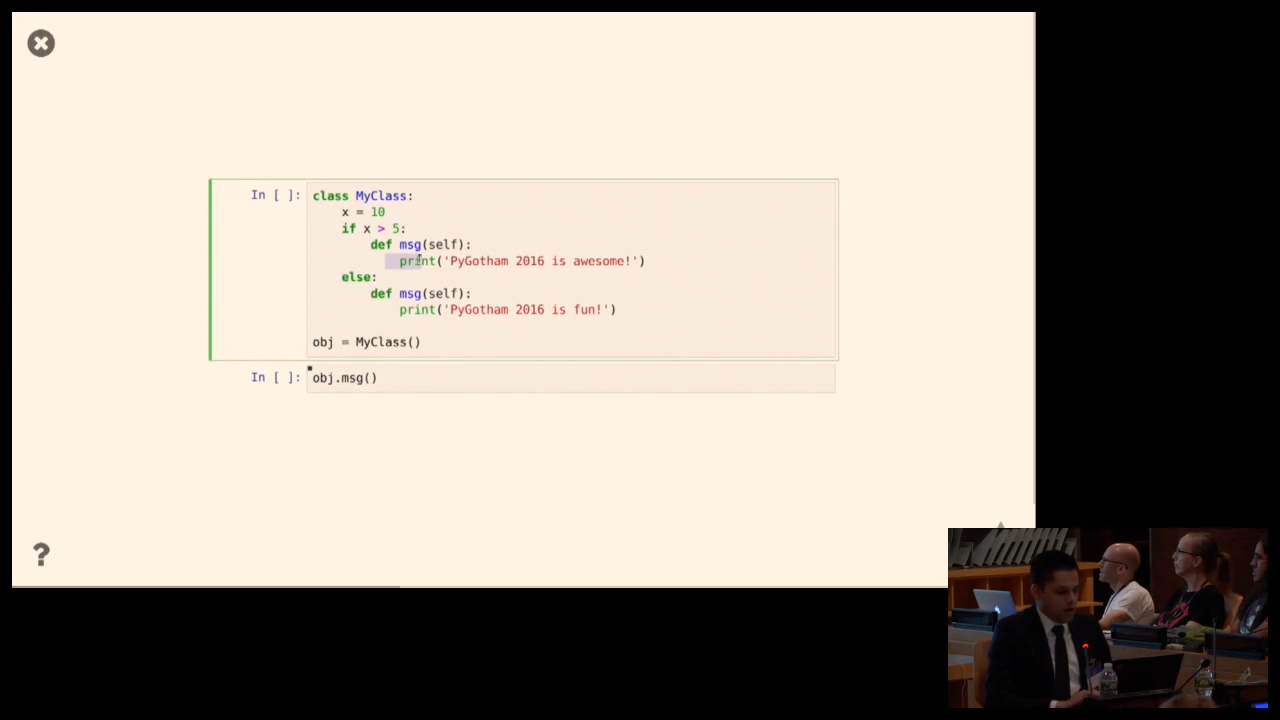 In [ ]: class MyClass:
x = 10
if x > 5:
def msg(self):
print('PyGotham 2016 is awesome!')
else:
def msg(self):
print('PyGotham 2016 is fun!')
obj = MyClass()
In [ ]: obj.msg()
?